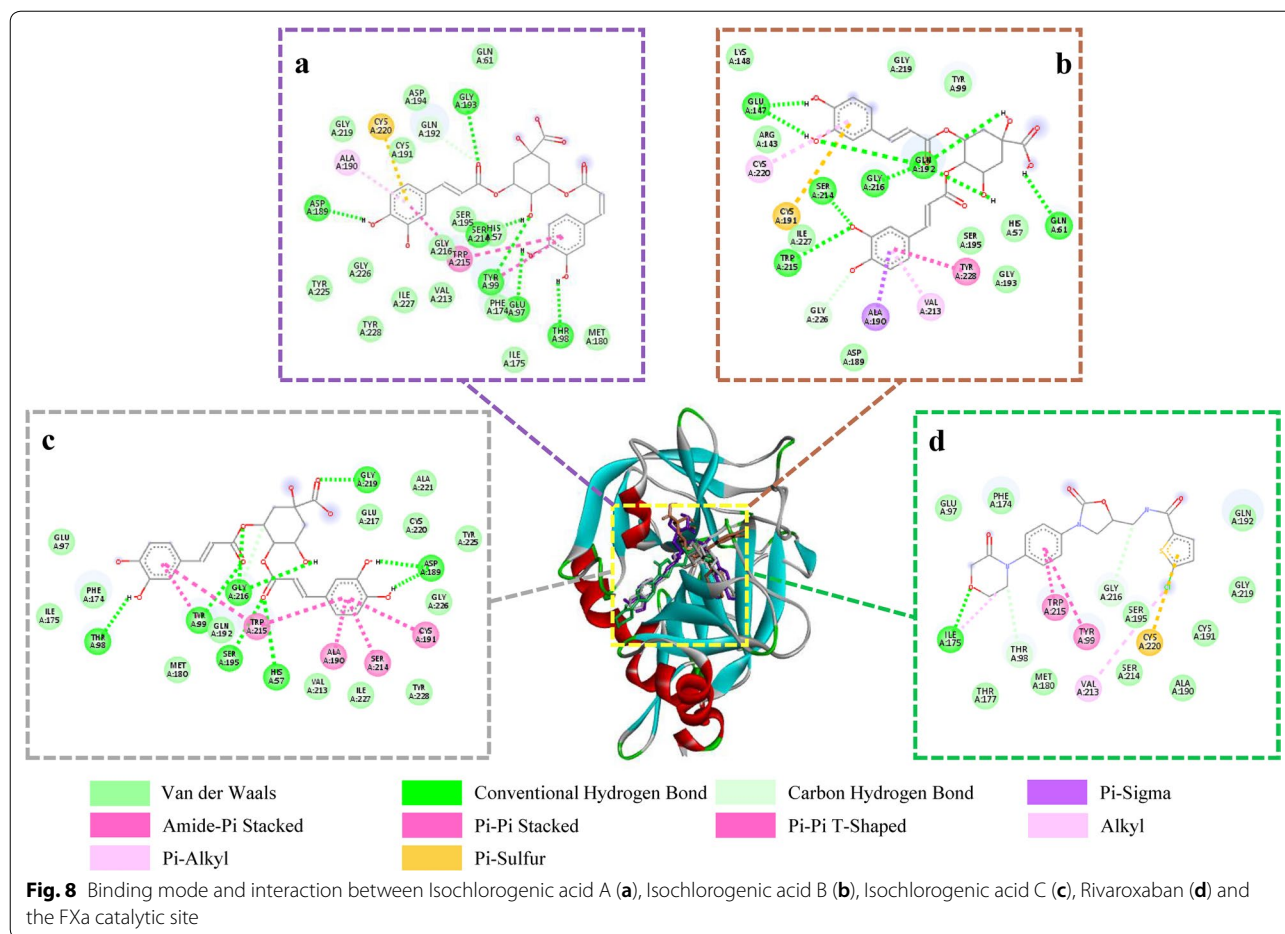 a
GLN
A:61
ASP
A:194
GLY
A:193
GLY
A:219
CYS
A:220
GLN
A:192
CYS
A:191
ALA
A:190
ASP
A:189
H
O
SER
A:195
SER
A:214
HIS
A:57
GLY
A:216
TRP
A:215
TYR
A:225
GLY
A:226
ILE
A:227
VAL
A:213
TYR
A:99
PHE
A:174
GLU
A:97
TYR
A:228
THR
A:98
MET
A:180
ILE
A:175
b
LYS
A:148
GLY
A:219
TYR
A:99
GLU
A:147
ARG
A:143
CYS
A:220
GLN
A:192
GLY
A:216
SER
A:214
CYS
A:191
GLN
A:61
ILE
A:227
HIS
A:57
SER
A:195
TRP
A:215
TYR
A:228
GLY
A:193
GLY
A:226
ALA
A:190
VAL
A:213
ASP
A:189
c
GLY
A:219
ALA
A:221
GLU
A:217
CYS
A:220
TYR
A:225
GLU
A:97
ASP
A:189
PHE
A:174
GLY
A:216
GLY
A:226
ILE
A:175
TYR
A:99
GLN
A:192
TRP
A:215
CYS
A:191
THR
A:98
SER
A:195
ALA
A:190
SER
A:214
MET
A:180
HIS
A:57
VAL
A:213
ILE
A:227
TYR
A:228
d
GLU
A:97
PHE
A:174
GLN
A:192
GLY
A:216
SER
A:195
GLY
A:219
TRP
A:215
TYR
A:99
ILE
A:175
CYS
A:220
CYS
A:191
THR
A:98
SER
A:214
THR
A:177
MET
A:180
VAL
A:213
ALA
A:190
Van der Waals
Conventional Hydrogen Bond
Carbon Hydrogen Bond
Pi-Sigma
Amide-Pi Stacked
Pi-Pi Stacked
Pi-Pi T-Shaped
Alkyl
Pi-Alkyl
Pi-Sulfur
Fig. 8 Binding mode and interaction between Isochlorogenic acid A (a), Isochlorogenic acid B (b), Isochlorogenic acid C (c), Rivaroxaban (d) and
the FXa catalytic site